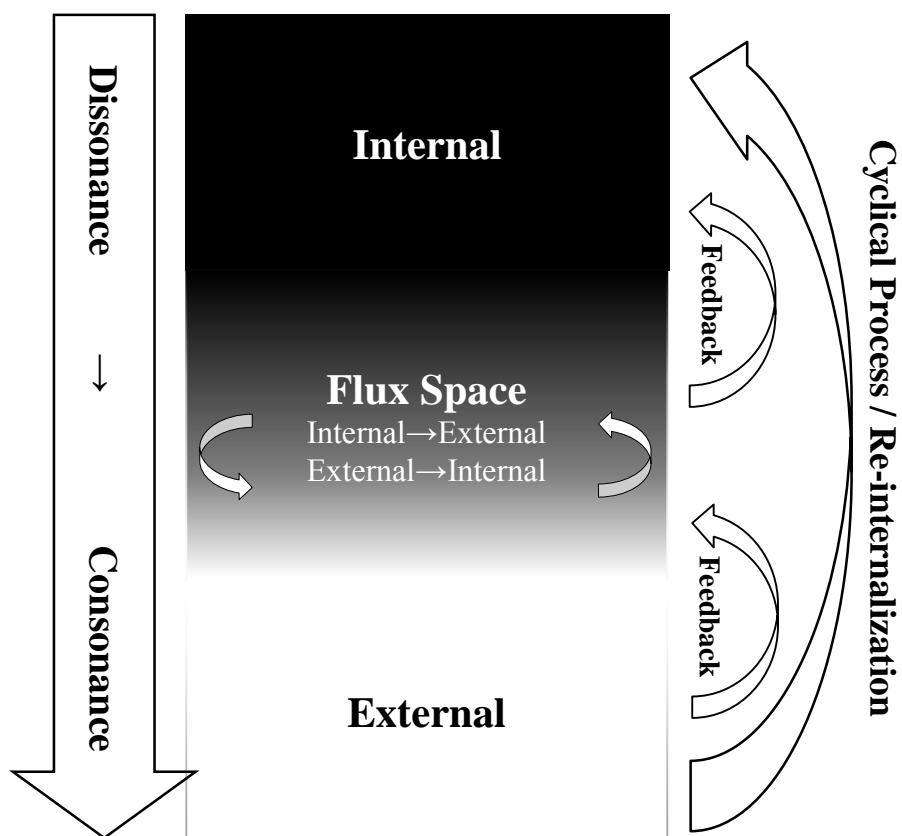 Dissonance → Consonance
Internal
Flux Space
Internal→External
External→Internal
External
Feedback
Feedback
Cyclical Process / Re-internalization